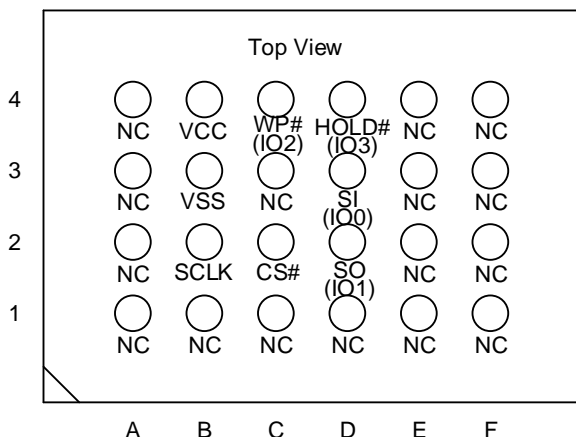 Top View
4
NC VCC WP# (IO2) HOLD# (IO3) NC NC
3
NC VSS NC SI (IO0) NC NC
2
NC SCLK CS# SO (IO1) NC NC
1
NC NC NC NC NC NC
A B C D E F